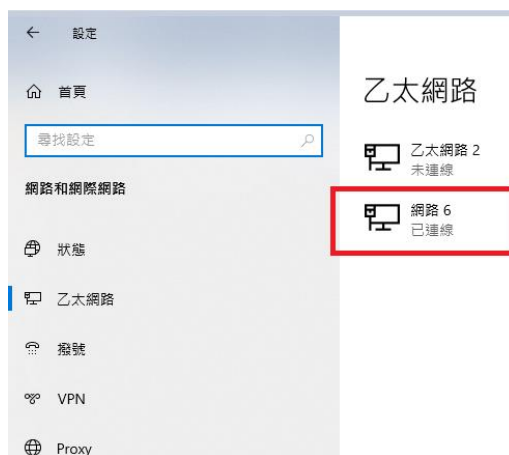 設定
首頁
尋找設定
網路和網際網路
狀態
乙太網路
撥號
VPN
Proxy
乙太網路
乙太網路 2
未連線
網路 6
已連線